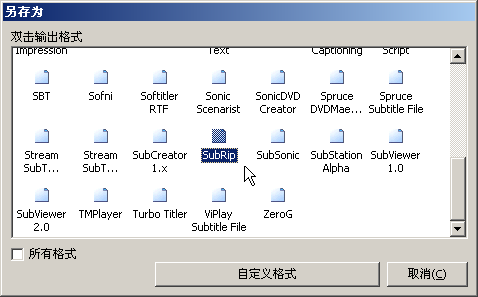 另存为
双击输出格式
Impression Text Captioning Script
SBT Sofni Softitler Sonic SonicDVD Spruce Spruce
RTF Scenarist Creator DVDMae... Subtitle File
Stream Stream SubCreator SubRip SubSonic SubStation SubViewer
SubT... SubT... 1.x Alpha 1.0
SubViewer TMPlayer Turbo Titler ViPlay ZeroG
2.0 Subtitle File
所有格式
自定义格式 取消(C)